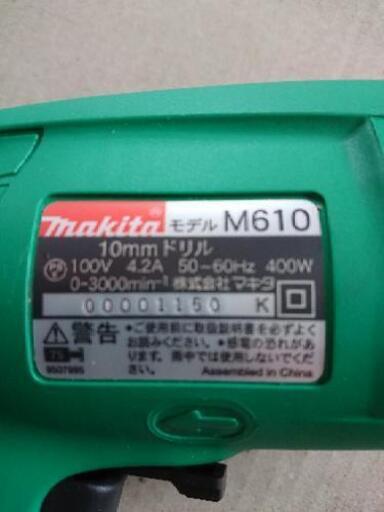 makita® モデル M610
10mmドリル
100V 4.2A 50~60Hz 400W
0-3000min⁻¹ 株式会社 マキタ
00001150 K
警告 ・ご使用前に取扱説明書を必ずよく
お読みください。・感電の恐れがあり
ます。雨中では使用しないでください。
Assembled in China